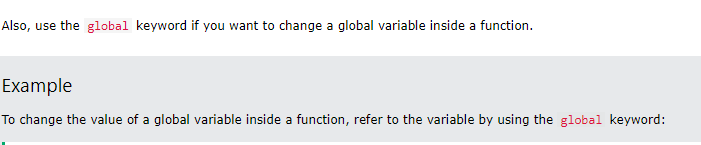 Also, use the global keyword if you want to change a global variable inside a function.
Example
To change the value of a global variable inside a function, refer to the variable by using the global keyword: